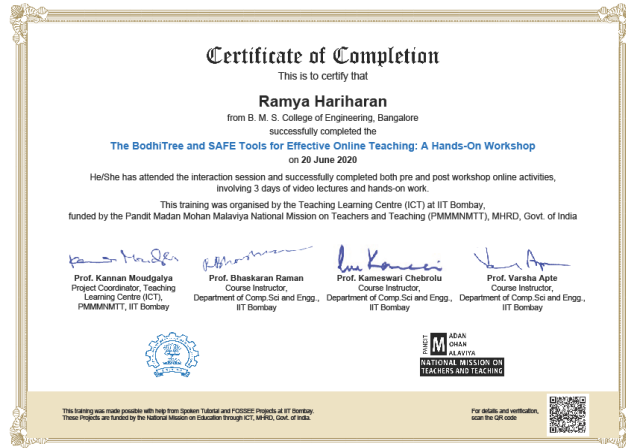 Certificate of Completion
This is to certify that
Ramya Hariharan
from B. M. S. College of Engineering, Bangalore
successfully completed the
The BodhiTree and SAFE Tools for Effective Online Teaching: A Hands-On Workshop
on 20 June 2020
He/She has attended the interaction session and successfully completed both pre and post workshop online activities,
involving 3 days of video lectures and hands-on work.
This training was organised by the Teaching Learning Centre (ICT) at IIT Bombay,
funded by the Pandit Madan Mohan Malaviya National Mission on Teachers and Teaching (PMMMNMTT), MHRD, Govt. of India
Prof. Kannan Moudgalya
Project Coordinator, Teaching
Learning Centre (ICT),
PMMMNMTT, IIT Bombay
Prof. Bhaskaran Raman
Course Instructor,
Department of Comp.Sci and Engg.,
IIT Bombay
Prof. Kameswari Chebrolu
Course Instructor,
Department of Comp.Sci and Engg.,
IIT Bombay
Prof. Varsha Apte
Course Instructor,
Department of Comp.Sci and Engg.,
IIT Bombay
PANDIT
MADAN
MOHAN
MALAVIYA
NATIONAL MISSION ON
TEACHERS AND TEACHING
This training was made possible with help from Spoken Tutorial and FOSSEE Projects at IIT Bombay.
These Projects are funded by the National Mission on Education through ICT, MHRD, Govt. of India.
For details and verification,
scan the QR code